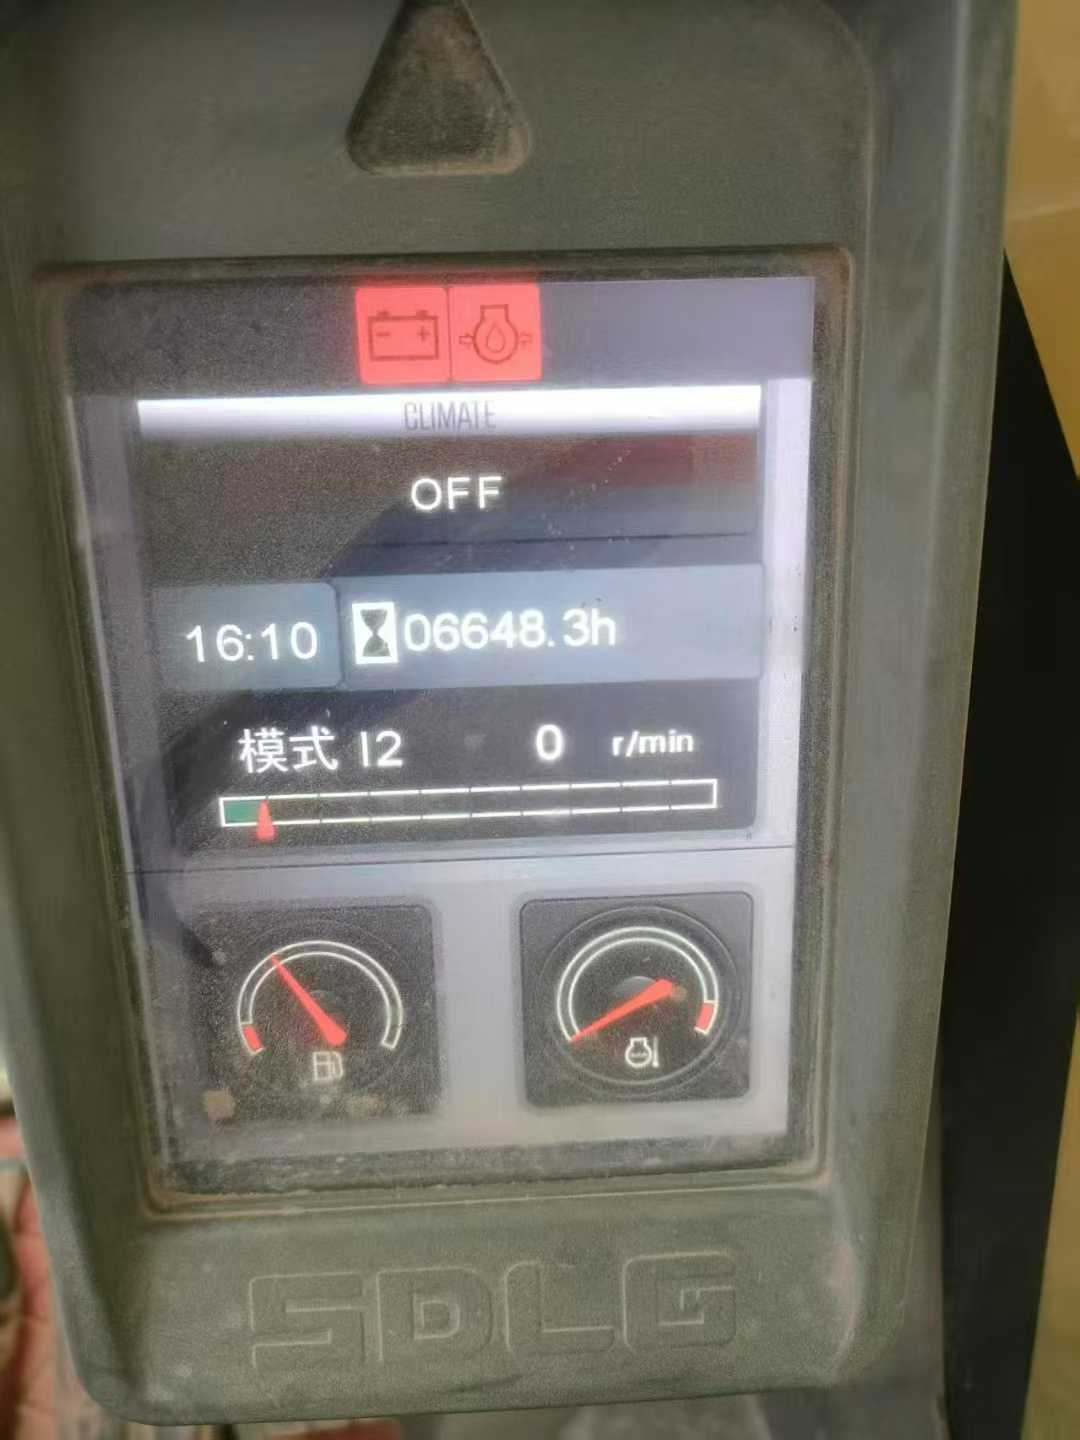 CLIMATE
OFF
16:10 06648.3h
模式 I2 0 r/min
SDLG